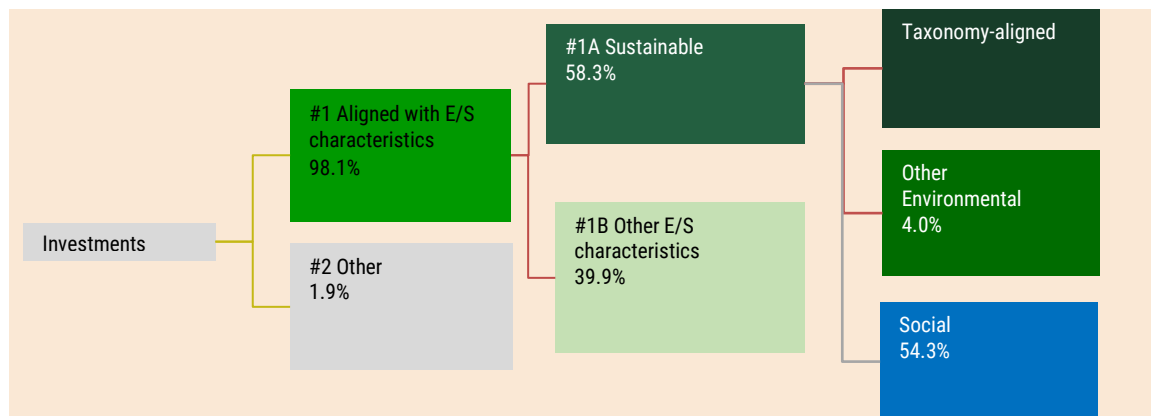 Investments
#1 Aligned with E/S
characteristics
98.1%
#2 Other
1.9%
#1A Sustainable
58.3%
#1B Other E/S
characteristics
39.9%
Taxonomy-aligned
Other
Environmental
4.0%
Social
54.3%